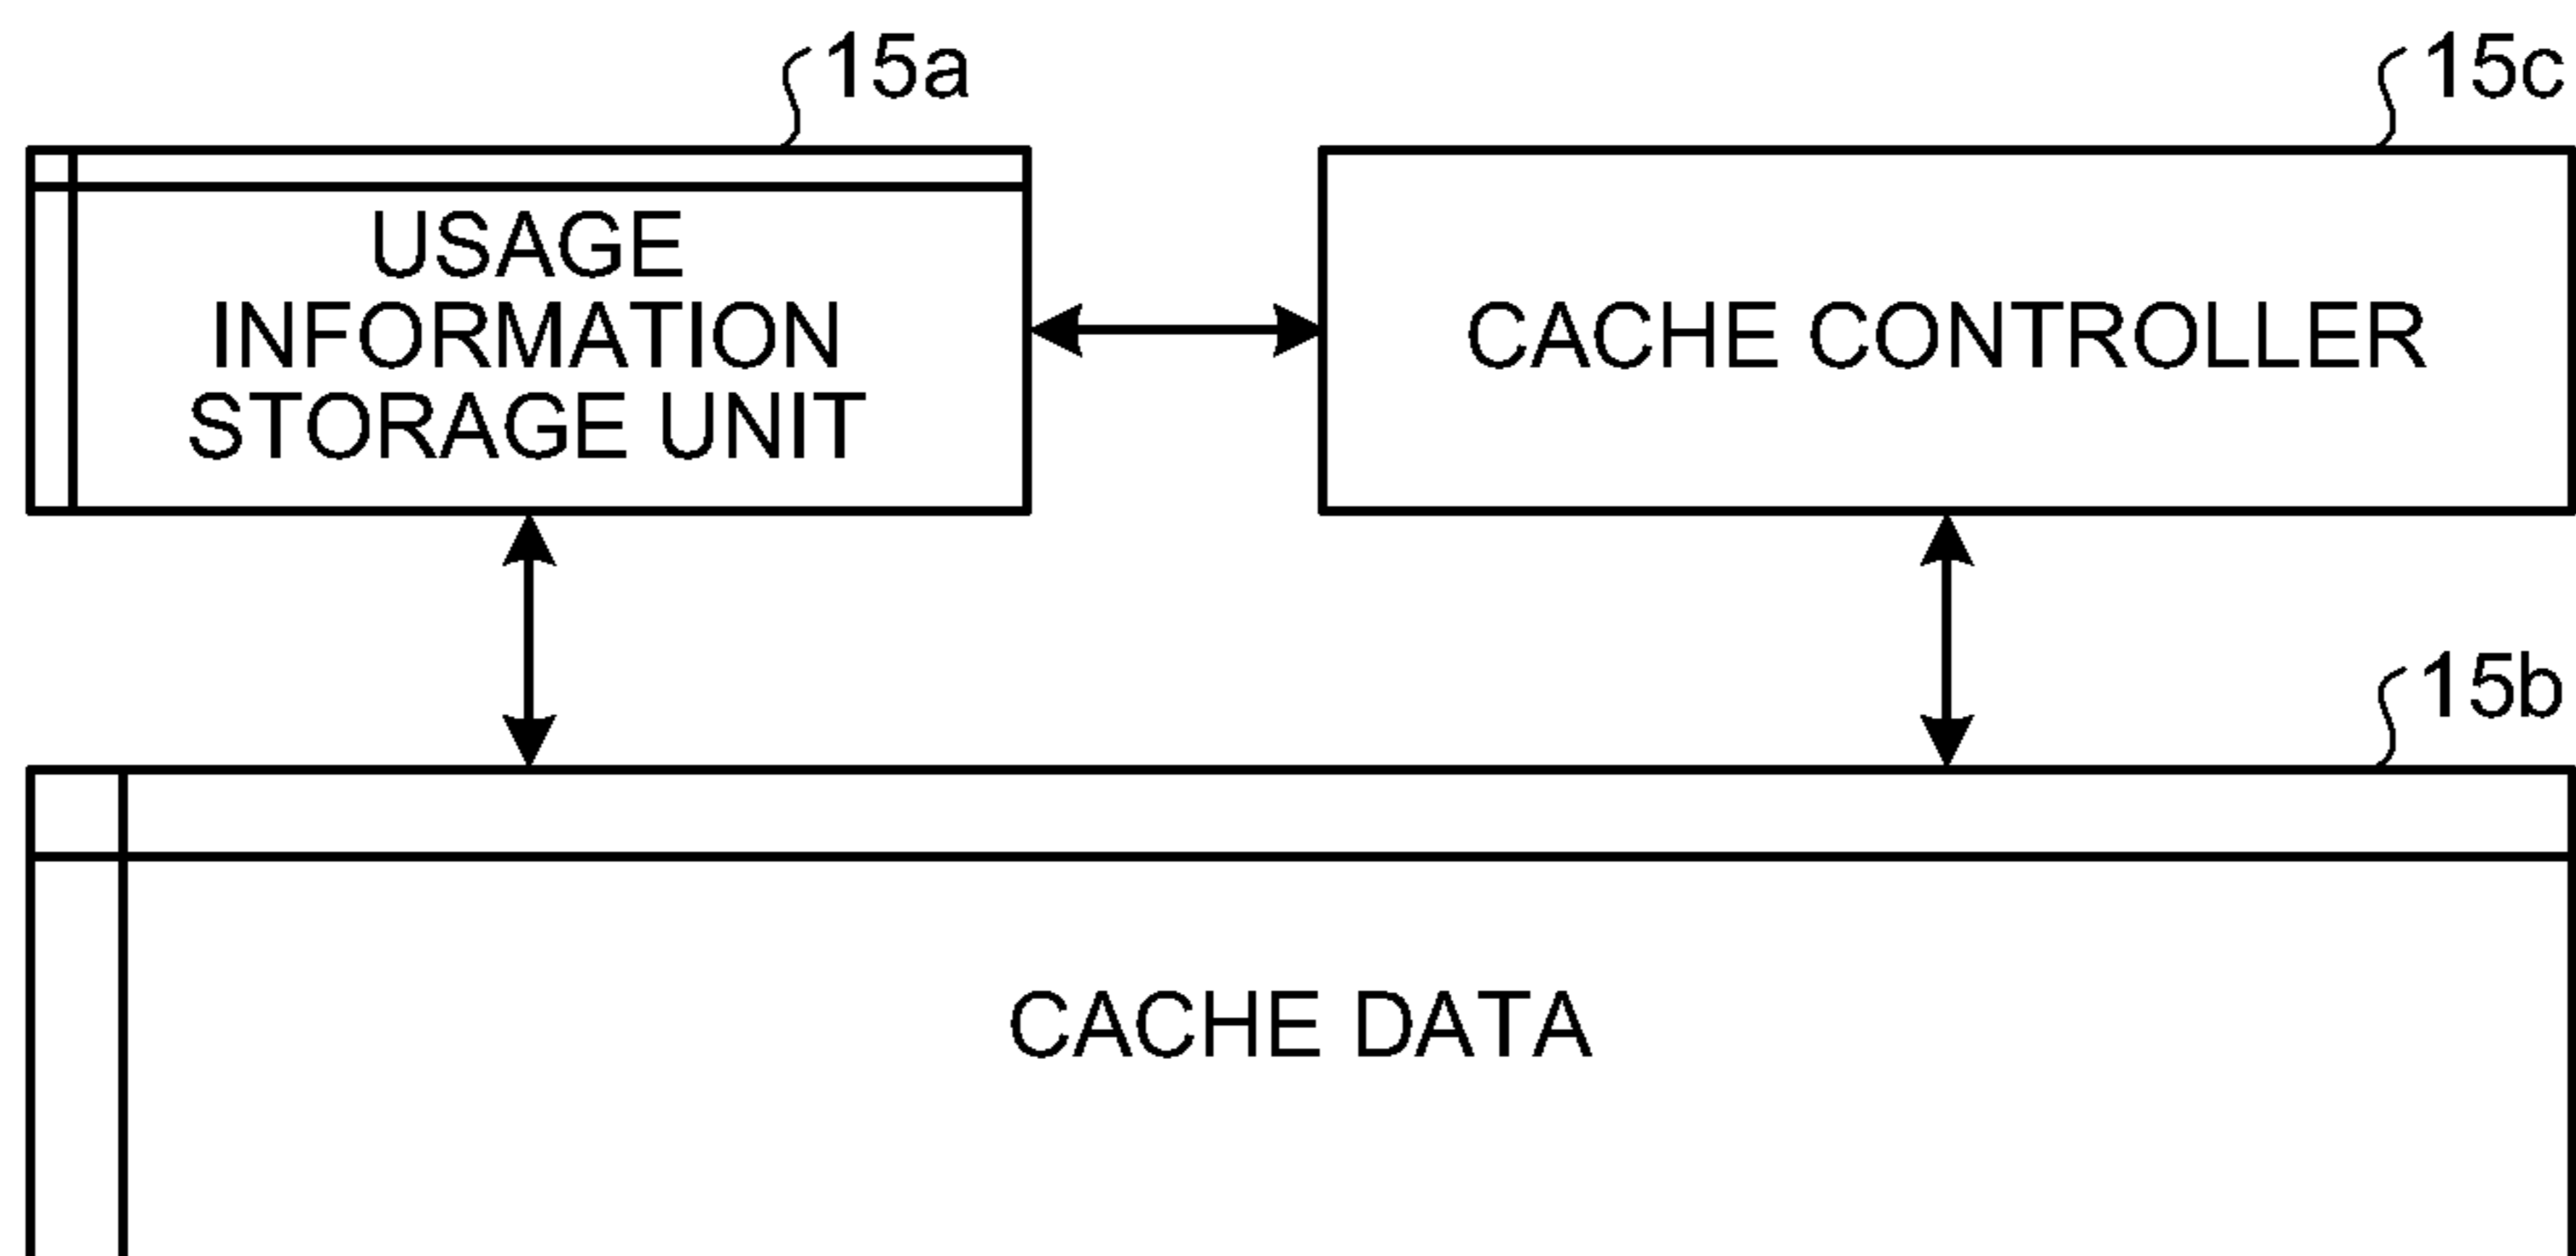 15a
USAGE
INFORMATION
STORAGE UNIT
15c
CACHE CONTROLLER
15b
CACHE DATA